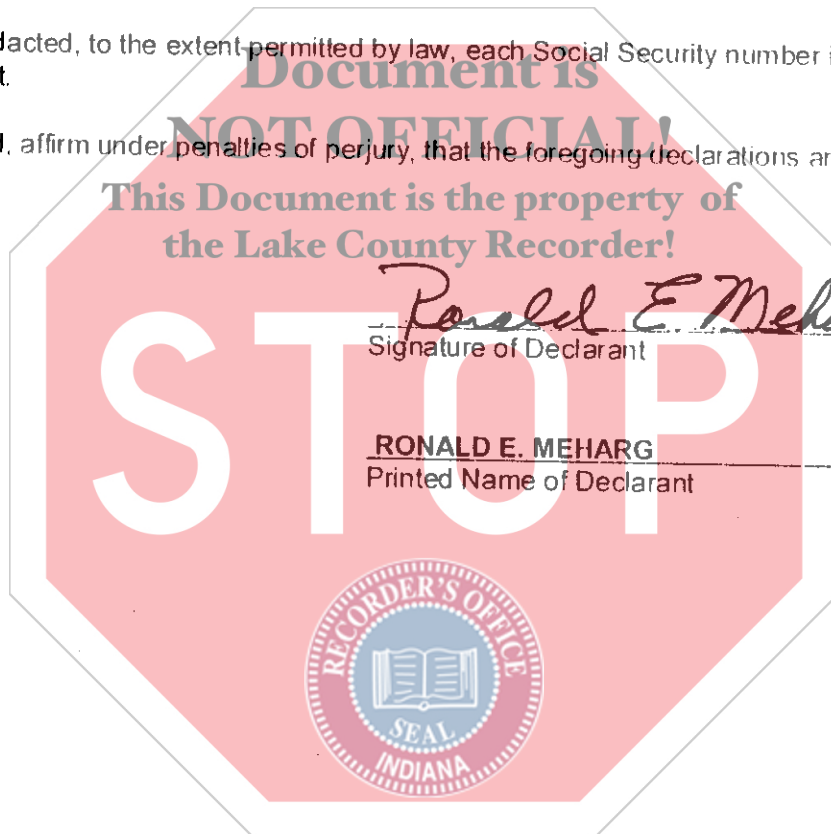 dacted, to the extent permitted by law, each Social Security number i
t.
Document is
NOT OFFICIAL!
, affirm under penalties of perjury, that the foregoing declarations ar
This Document is the property of
the Lake County Recorder!
Ronald E. Meha
Signature of Declarant
STOP
RONALD E. MEHARG
Printed Name of Declarant
RECORDER'S OFFICE
SEAL
INDIANA